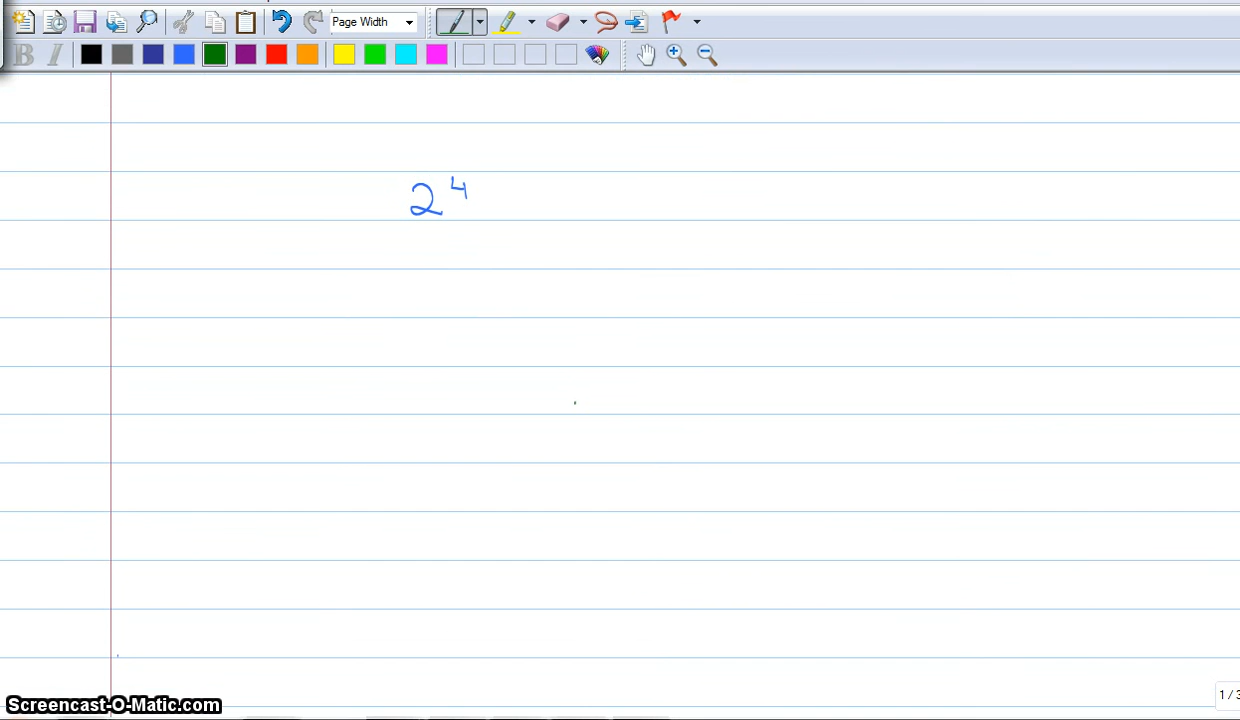 Page Width
B I
2⁴
1 / 3
Screencast-O-Matic.com